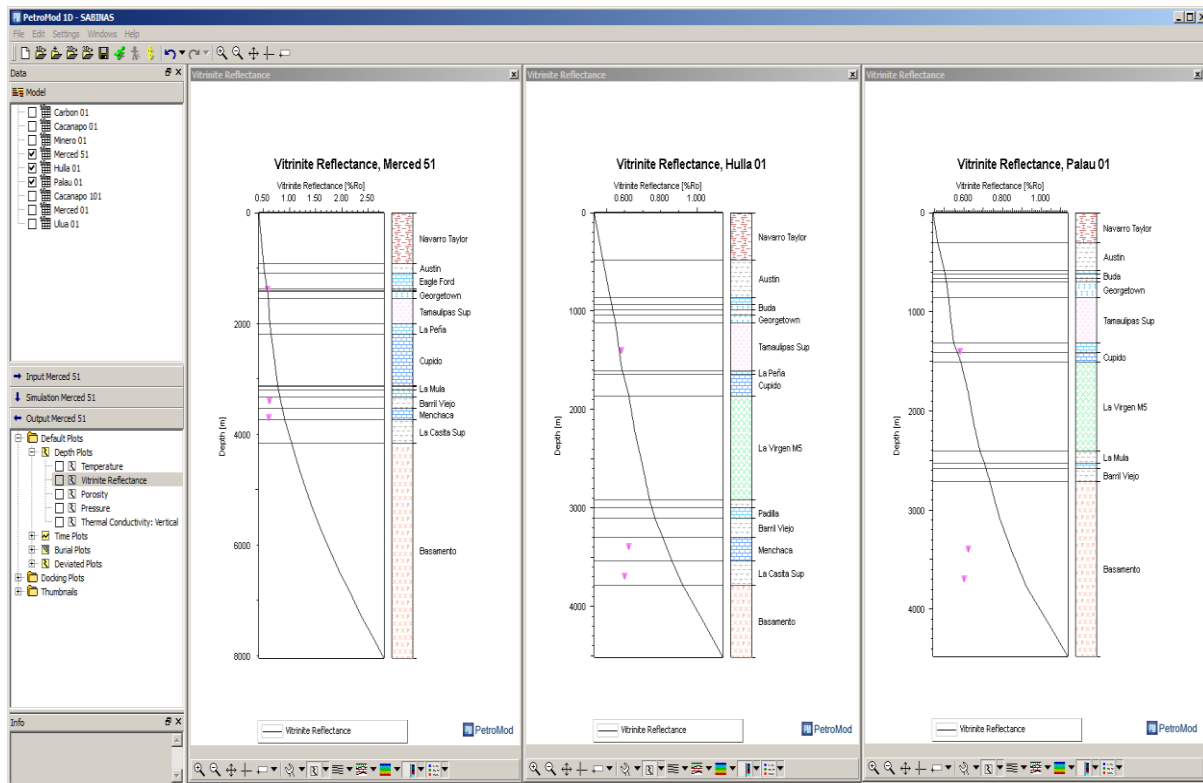 PetroMod 1D - SABINAS
File Edit Settings Windows Help
Data
Model
Carbon 01
Cacanapo 01
Minero 01
Merced 51
Hulla 01
Palau 01
Cacanapo 101
Merced 01
Ulua 01
Input Merced 51
Simulation Merced 51
Output Merced 51
Default Plots
Depth Plots
Temperature
Vitrinite Reflectance
Porosity
Pressure
Thermal Conductivity: Vertical
Time Plots
Burial Plots
Deviated Plots
Docking Plots
Thumbnails
Info
Vitrinite Reflectance
Vitrinite Reflectance, Merced 51
Vitrinite Reflectance [%Ro]
0.50 1.00 1.50 2.00 2.50
0
2000
4000
6000
8000
Depth [m]
Navarro Taylor
Austin
Eagle Ford
Georgetown
Tamaulipas Sup
La Peña
Cupido
La Mula
Barril Viejo
Menchaca
La Casita Sup
Basamento
Vitrinite Reflectance
PetroMod
Vitrinite Reflectance
Vitrinite Reflectance, Hulla 01
Vitrinite Reflectance [%Ro]
0.600 0.800 1.000
0
1000
2000
3000
4000
Depth [m]
Navarro Taylor
Austin
Buda
Georgetown
Tamaulipas Sup
La Peña
Cupido
La Virgen M5
Padilla
Barril Viejo
Menchaca
La Casita Sup
Basamento
Vitrinite Reflectance
PetroMod
Vitrinite Reflectance
Vitrinite Reflectance, Palau 01
Vitrinite Reflectance [%Ro]
0.600 0.800 1.000
0
1000
2000
3000
4000
Depth [m]
Navarro Taylor
Austin
Buda
Georgetown
Tamaulipas Sup
Cupido
La Virgen M5
La Mula
Barril Viejo
Basamento
Vitrinite Reflectance
PetroMod